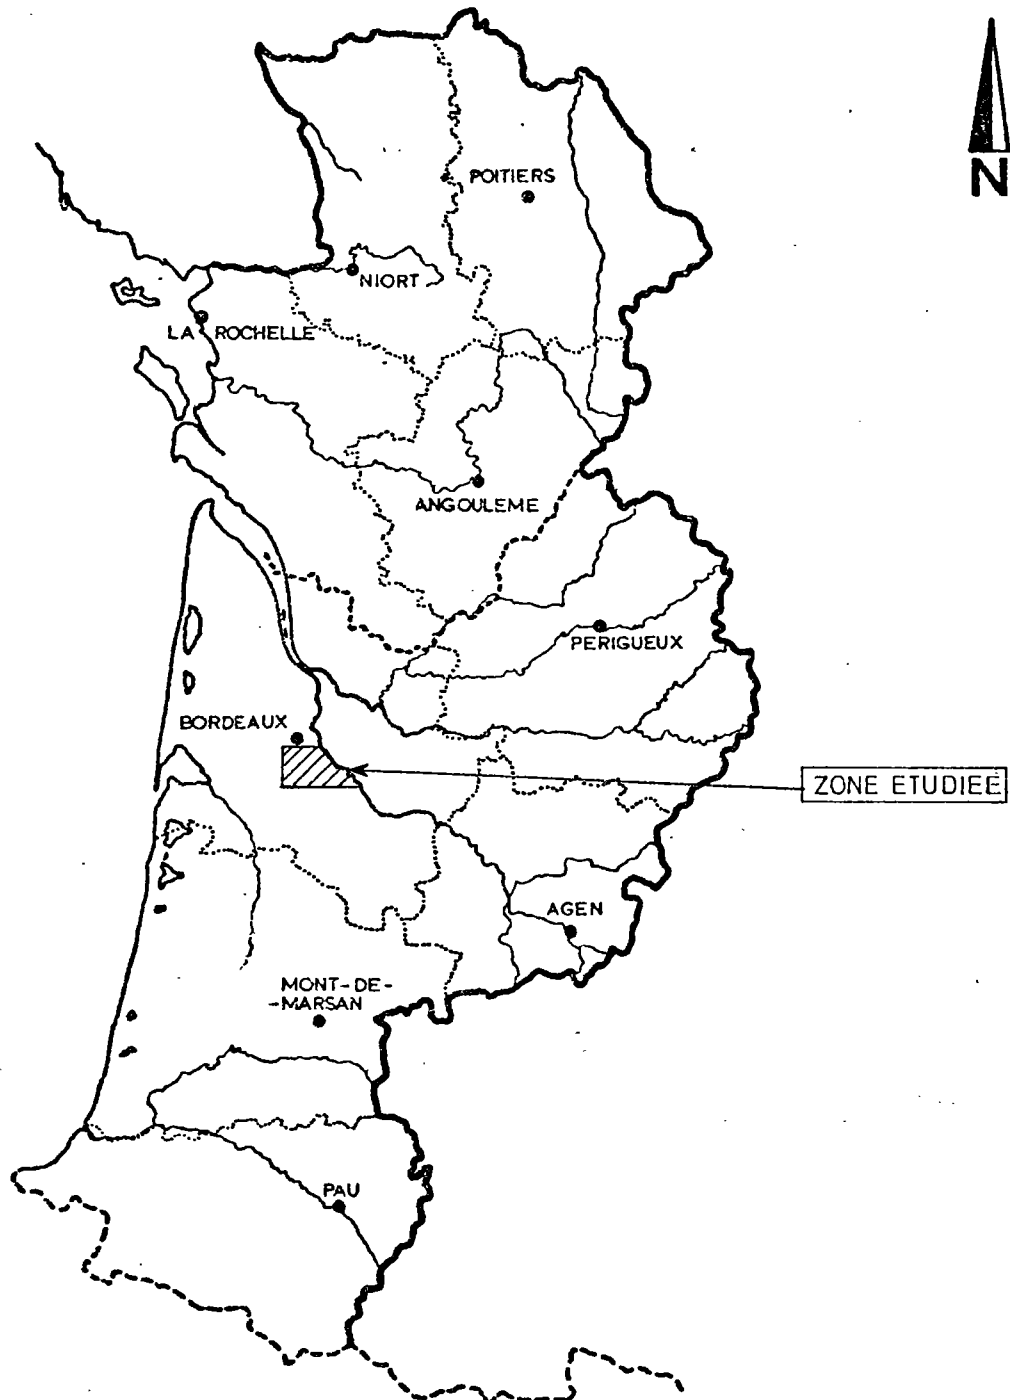 N
POITIERS
NIORT
LA ROCHELLE
ANGOULEME
PERIGUEUX
BORDEAUX
ZONE ETUDIEE
AGEN
MONT-DE-
-MARSAN
PAU